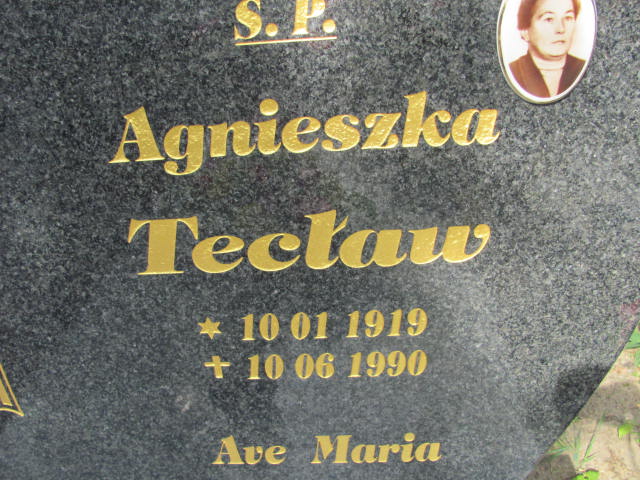 Ś. P.
Agnieszka
Tecław
* 10 01 1919
✝ 10 06 1990
Ave Maria